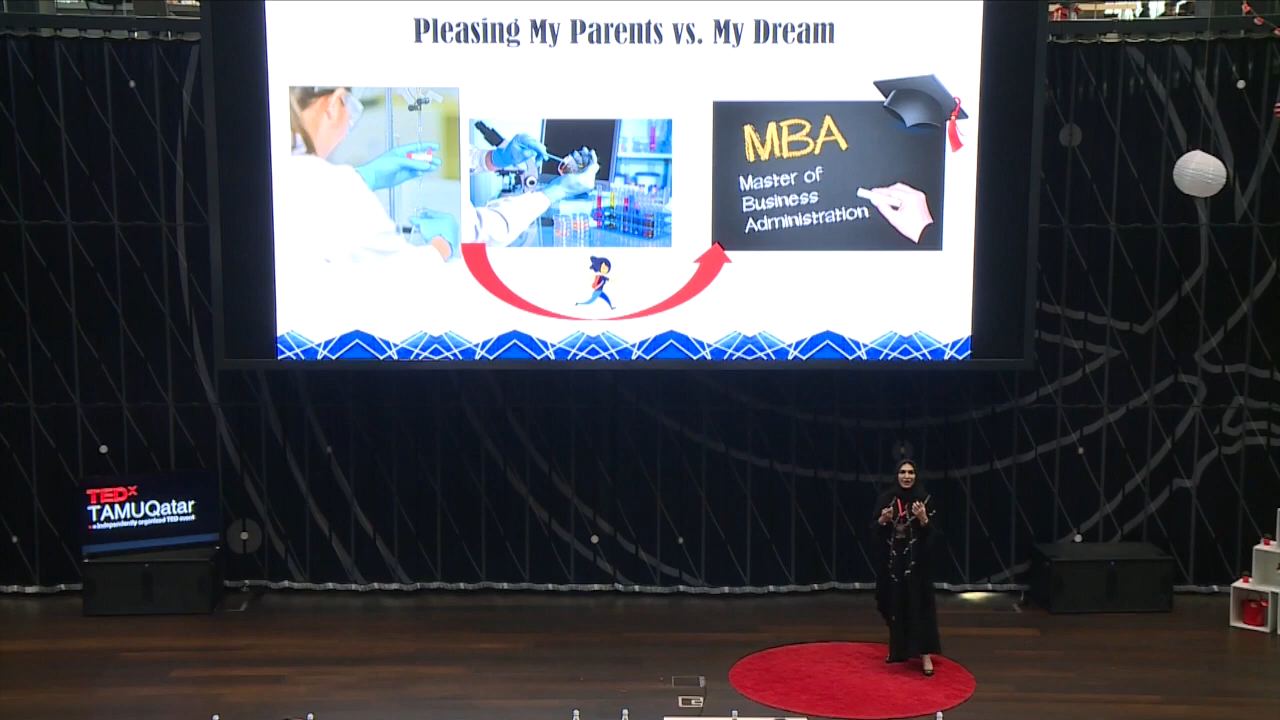 Pleasing My Parents vs. My Dream
MBA
Master of
Business
Administration
TEDx
TAMUQatar
x = independently organized TED event